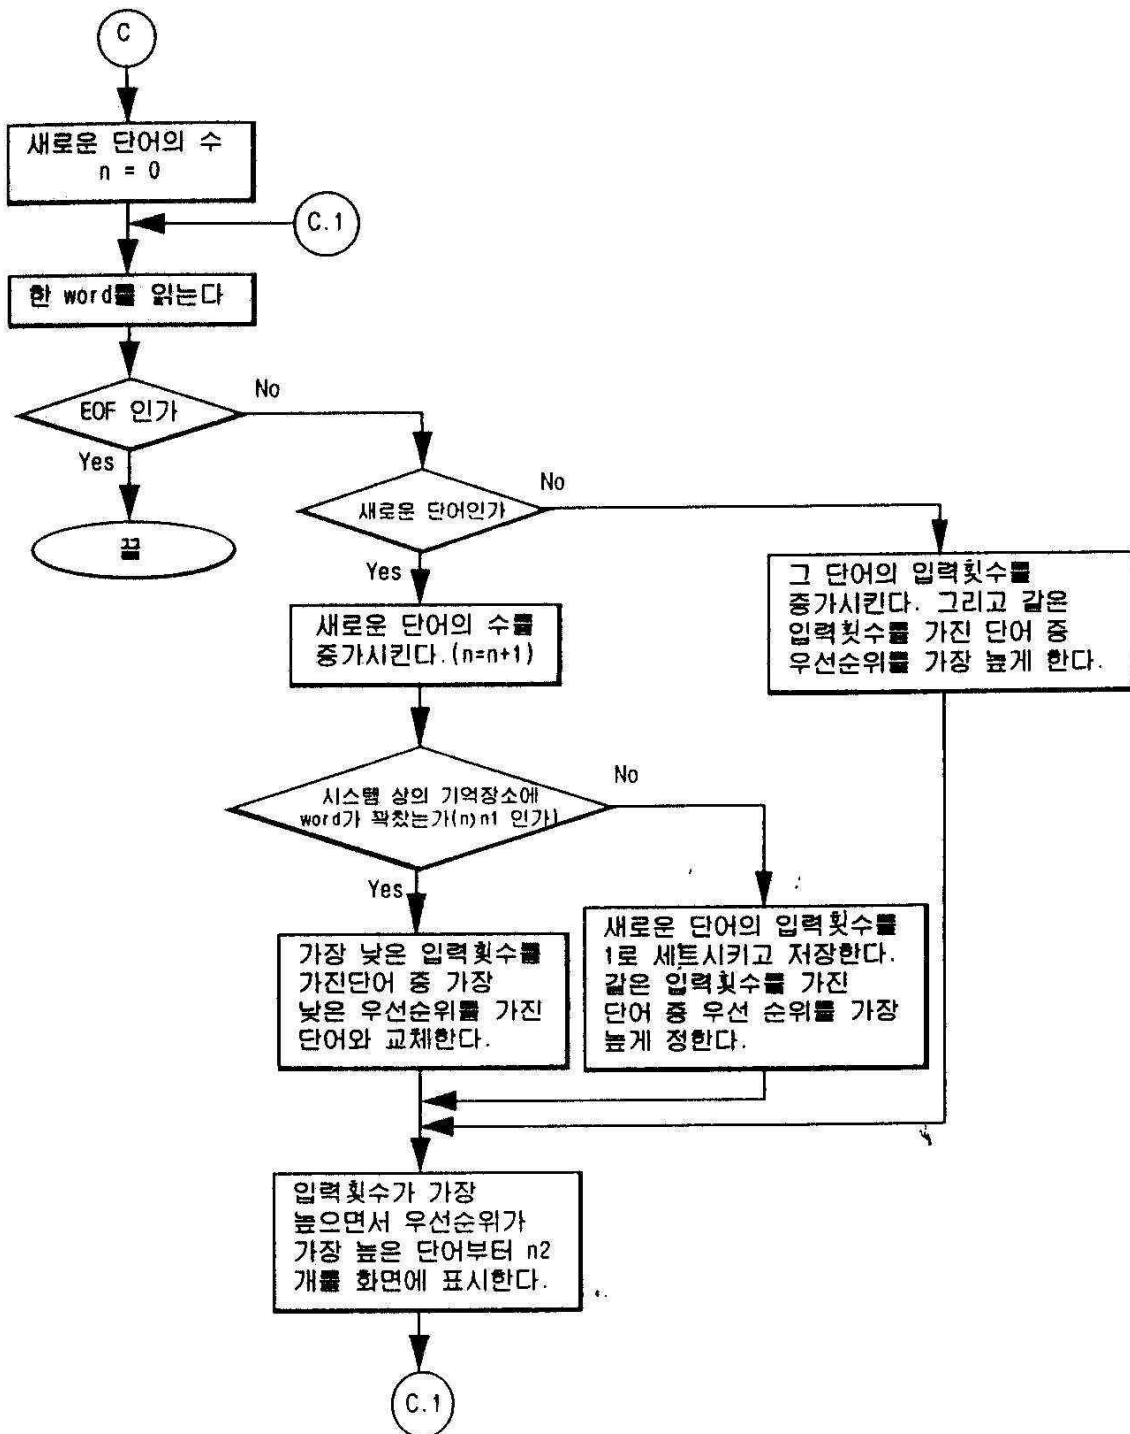 C
새로운 단어의 수
n = 0
C.1
한 word를 읽는다
EOF 인가
No
Yes
끝
새로운 단어인가
No
Yes
그 단어의 입력횟수를
증가시킨다. 그리고 같은
입력횟수를 가진 단어 중
우선순위를 가장 높게 한다.
새로운 단어의 수를
증가시킨다.(n=n+1)
시스템 상의 기억장소에
word가 꽉찼는가(n)n1 인가)
No
Yes
가장 낮은 입력횟수를
가진단어 중 가장
낮은 우선순위를 가진
단어와 교체한다.
새로운 단어의 입력횟수를
1로 세트시키고 저장한다.
같은 입력횟수를 가진
단어 중 우선 순위를 가장
높게 정한다.
입력횟수가 가장
높으면서 우선순위가
가장 높은 단어부터 n2
개를 화면에 표시한다.
C.1